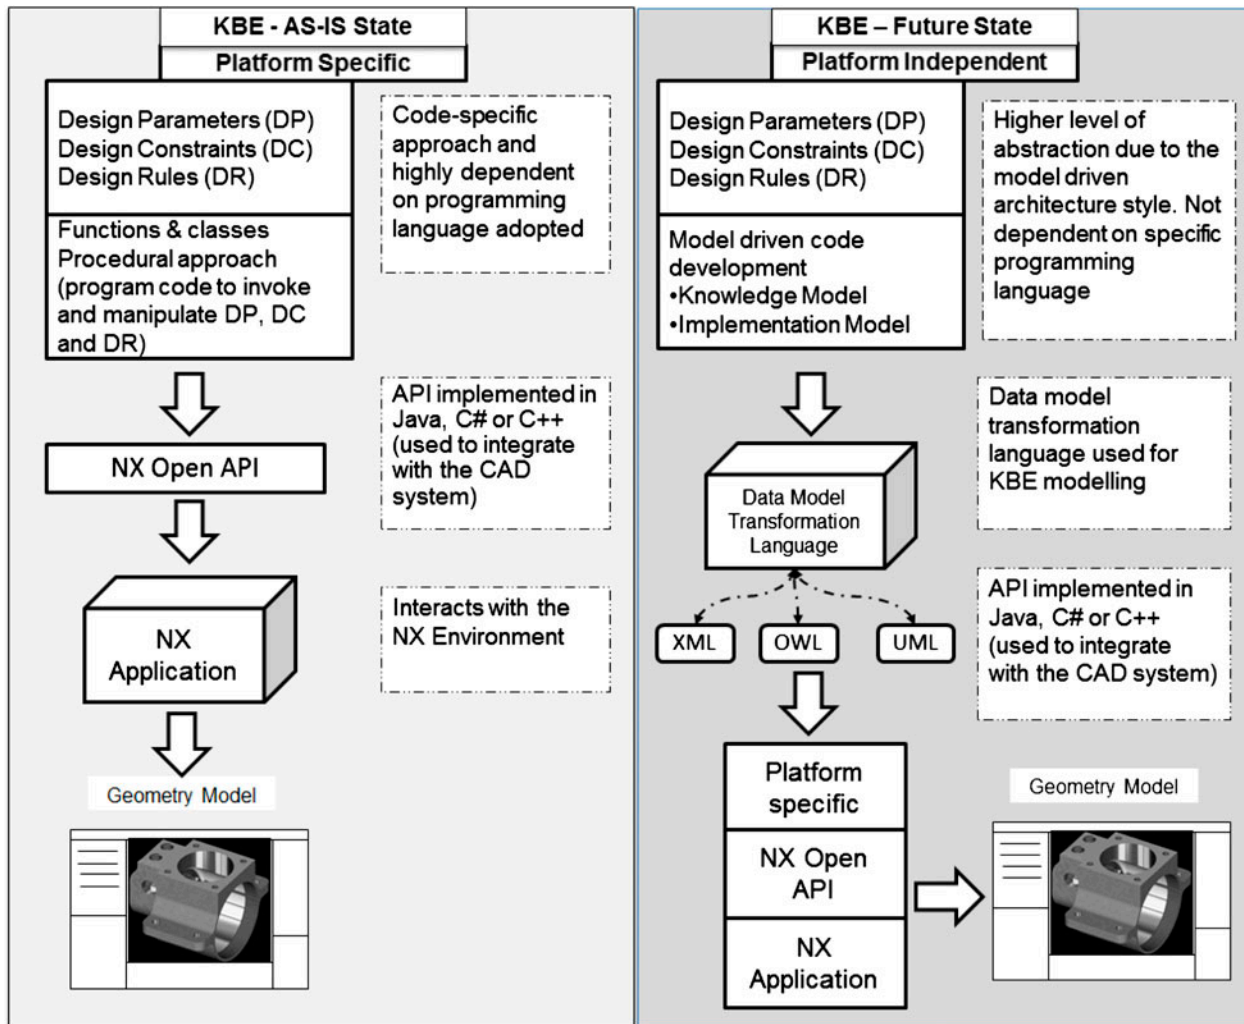 KBE - AS-IS State
Platform Specific
Design Parameters (DP)
Design Constraints (DC)
Design Rules (DR)
Functions & classes
Procedural approach
(program code to invoke
and manipulate DP, DC
and DR)
Code-specific
approach and
highly dependent
on programming
language adopted
NX Open API
API implemented in
Java, C# or C++
(used to integrate
with the CAD
system)
NX
Application
Interacts with the
NX Environment
Geometry Model
KBE – Future State
Platform Independent
Design Parameters (DP)
Design Constraints (DC)
Design Rules (DR)
Model driven code
development
•Knowledge Model
•Implementation Model
Higher level of
abstraction due to the
model driven
architecture style. Not
dependent on specific
programming
language
Data Model
Transformation
Language
Data model
transformation
language used for
KBE modelling
XML
OWL
UML
API implemented in
Java, C# or C++
(used to integrate
with the CAD system)
Platform
specific
NX Open
API
NX
Application
Geometry Model